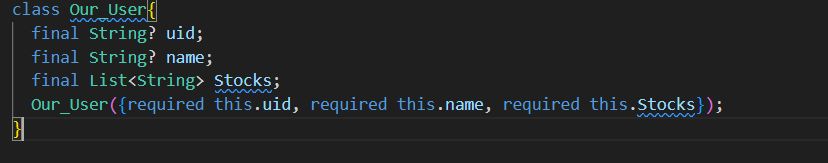 class Our_User{
final String? uid;
final String? name;
final List<String> Stocks;
Our_User({required this.uid, required this.name, required this.Stocks});
}